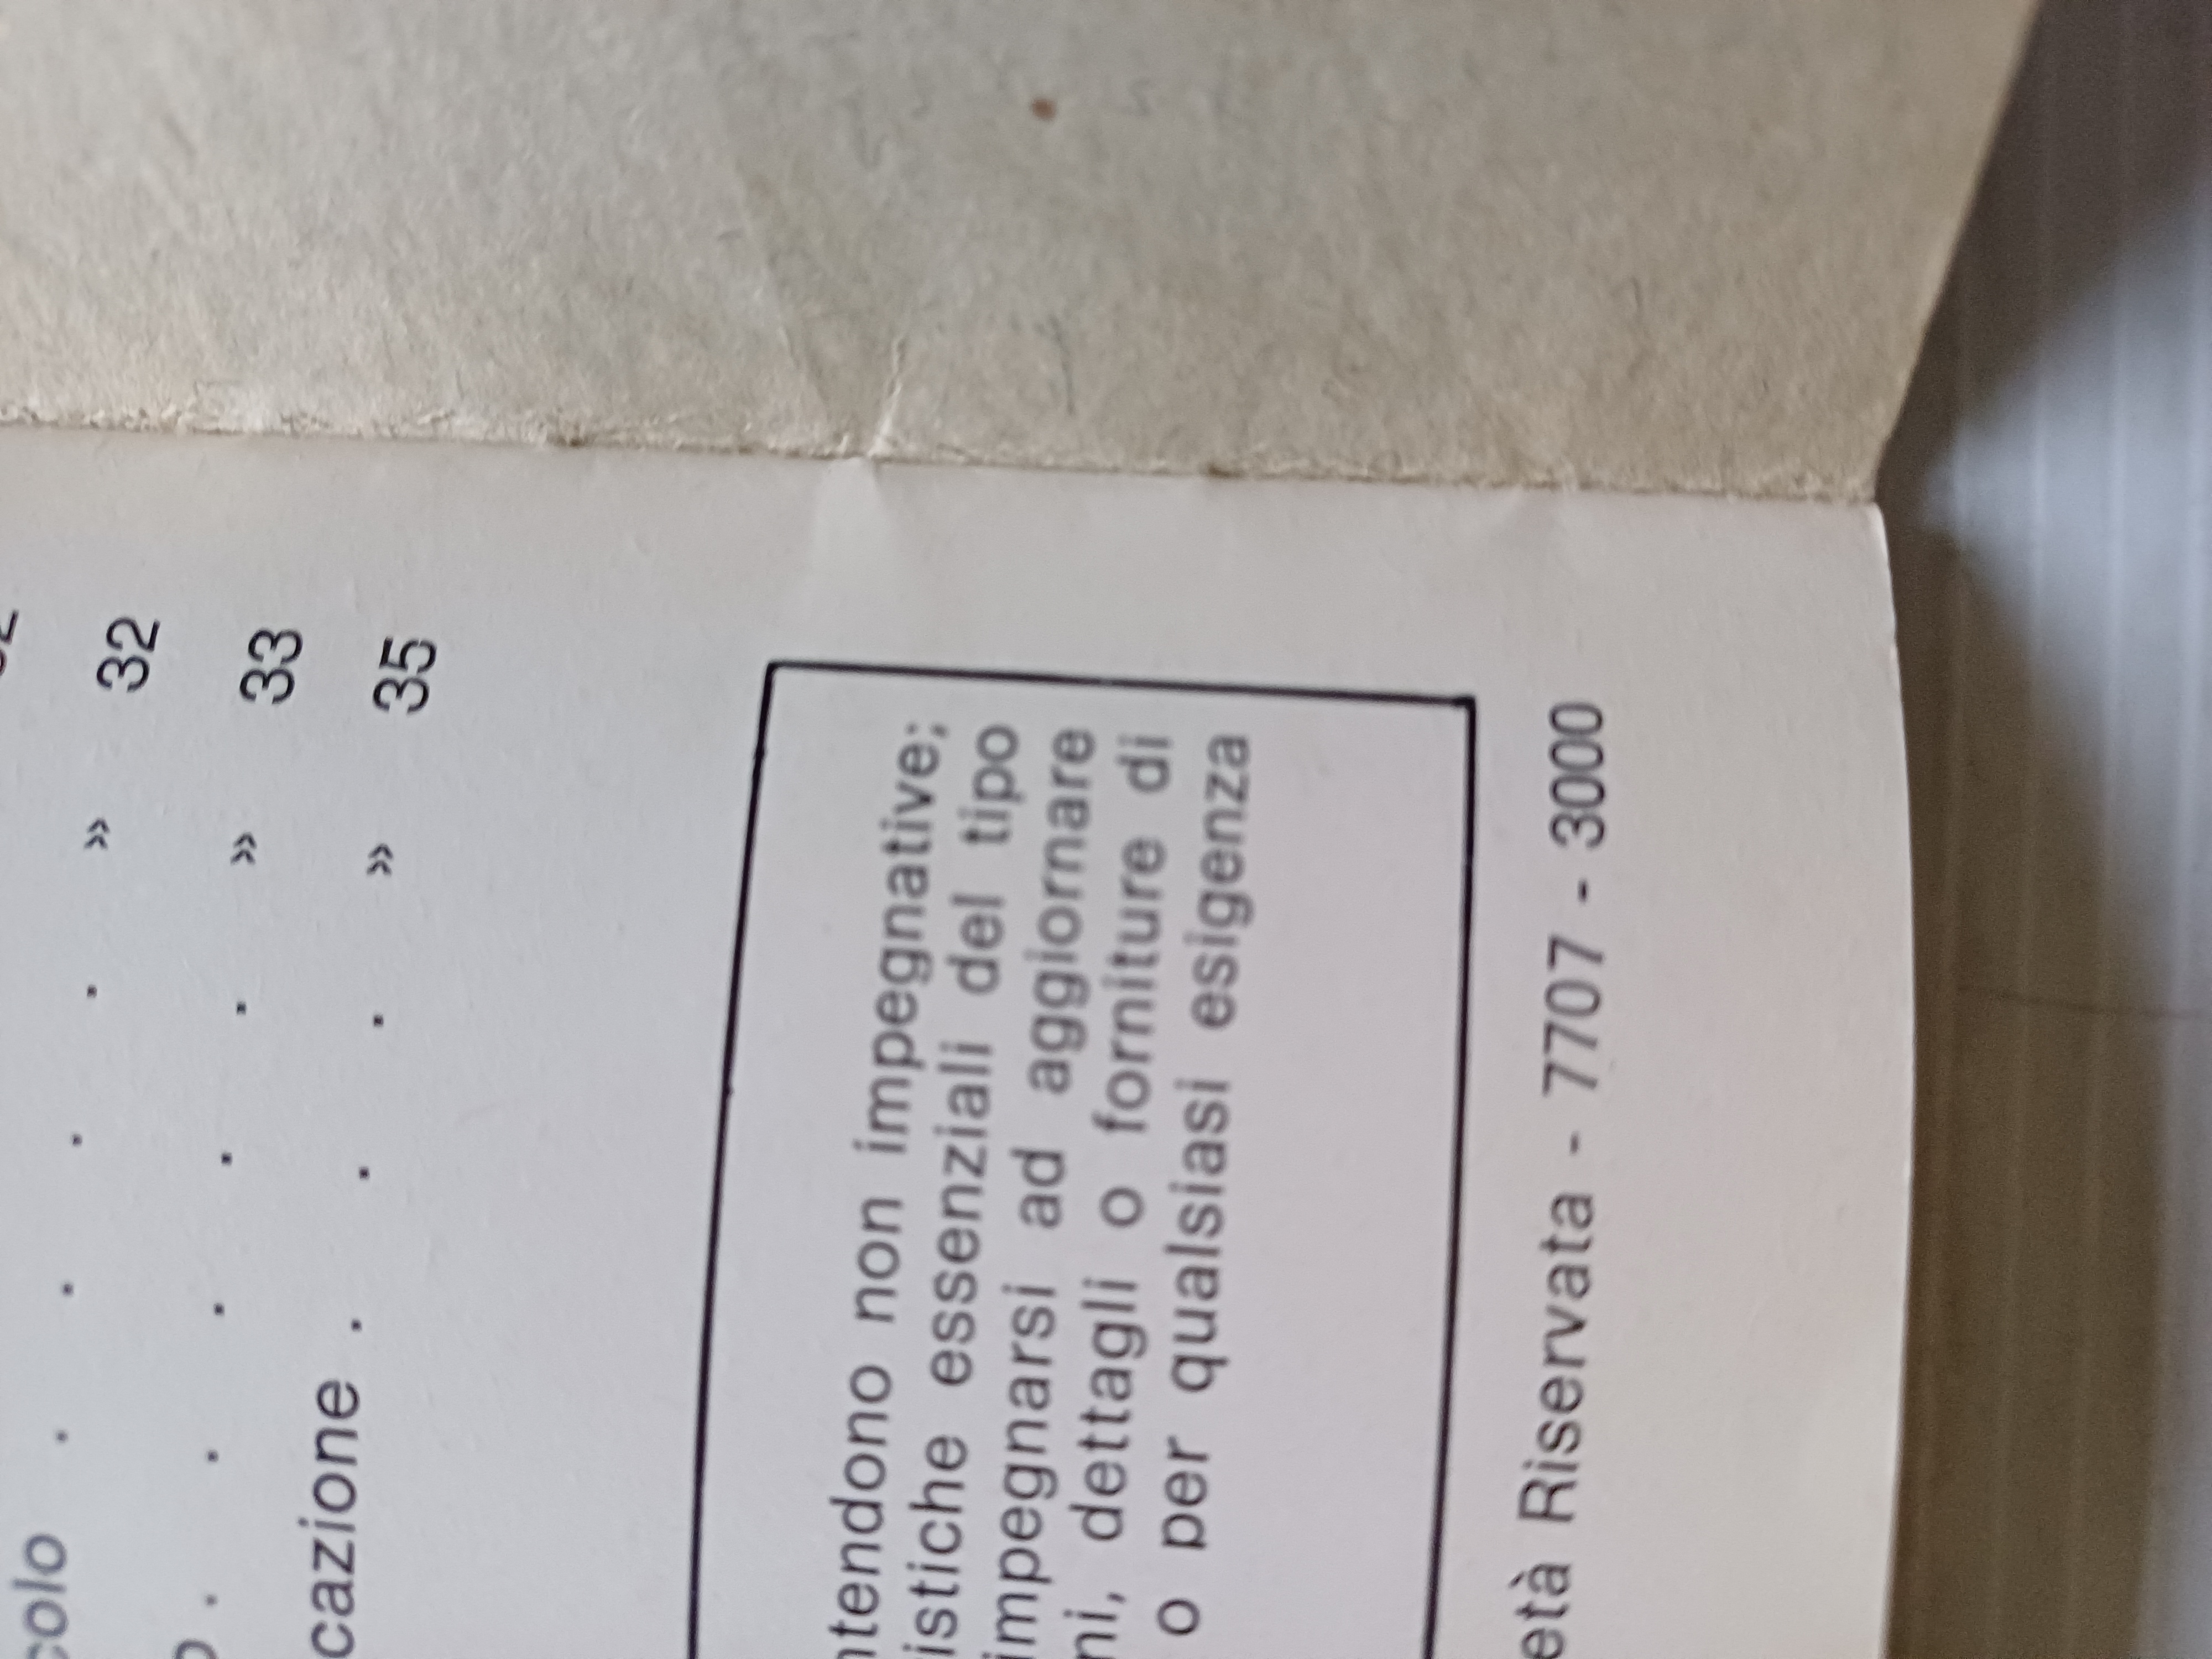 colo . . . . » 32
. . . . . » 33
cazione . . . » 35
ntendono non impegnative;
istiche essenziali del tipo
impegnarsi ad aggiornare
ni, dettagli o forniture di
o per qualsiasi esigenza
età Riservata - 7707 - 3000